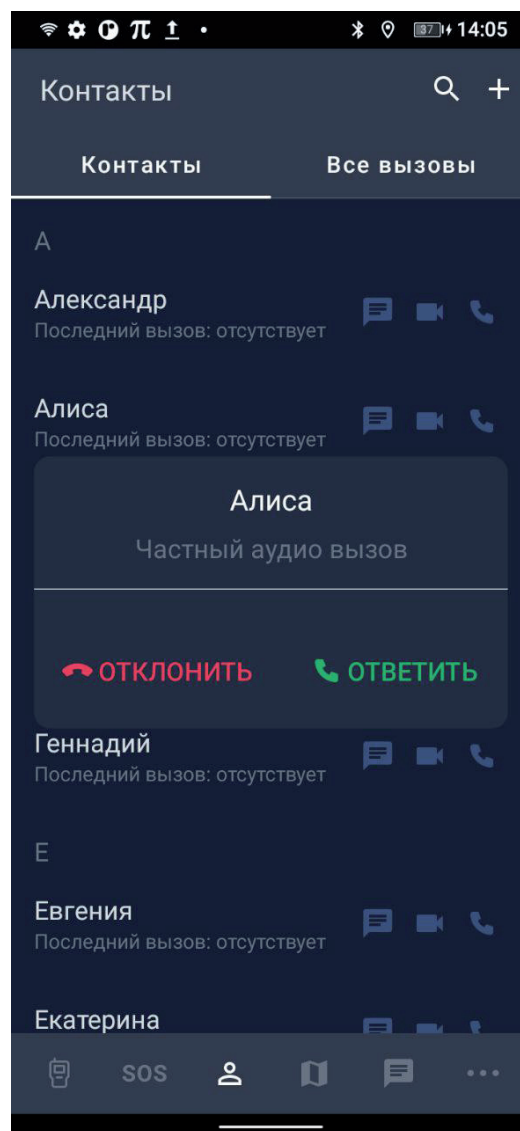 π 37 14:05
Контакты
Контакты Все вызовы
А
Александр
Последний вызов: отсутствует
Алиса
Последний вызов: отсутствует
Алиса
Частный аудио вызов
ОТКЛОНИТЬ ОТВЕТИТЬ
Геннадий
Последний вызов: отсутствует
Е
Евгения
Последний вызов: отсутствует
Екатерина
SOS